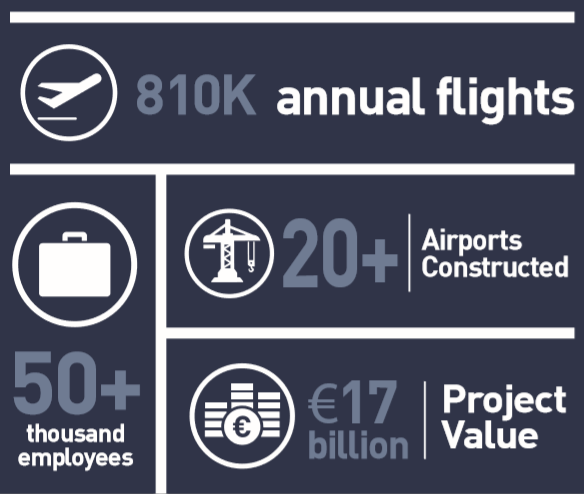 810K annual flights
50+
thousand
employees
20+
Airports
Constructed
€
€17
billion
Project
Value